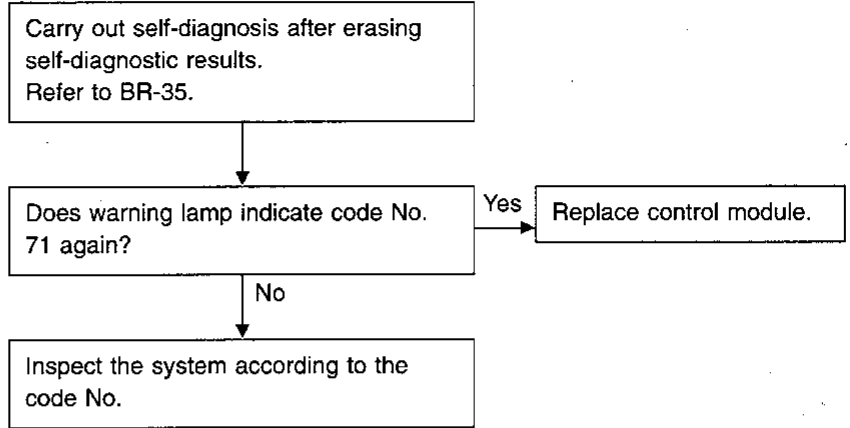 Carry out self-diagnosis after erasing
self-diagnostic results.
Refer to BR-35.
Does warning lamp indicate code No.
71 again?
Yes
Replace control module.
No
Inspect the system according to the
code No.